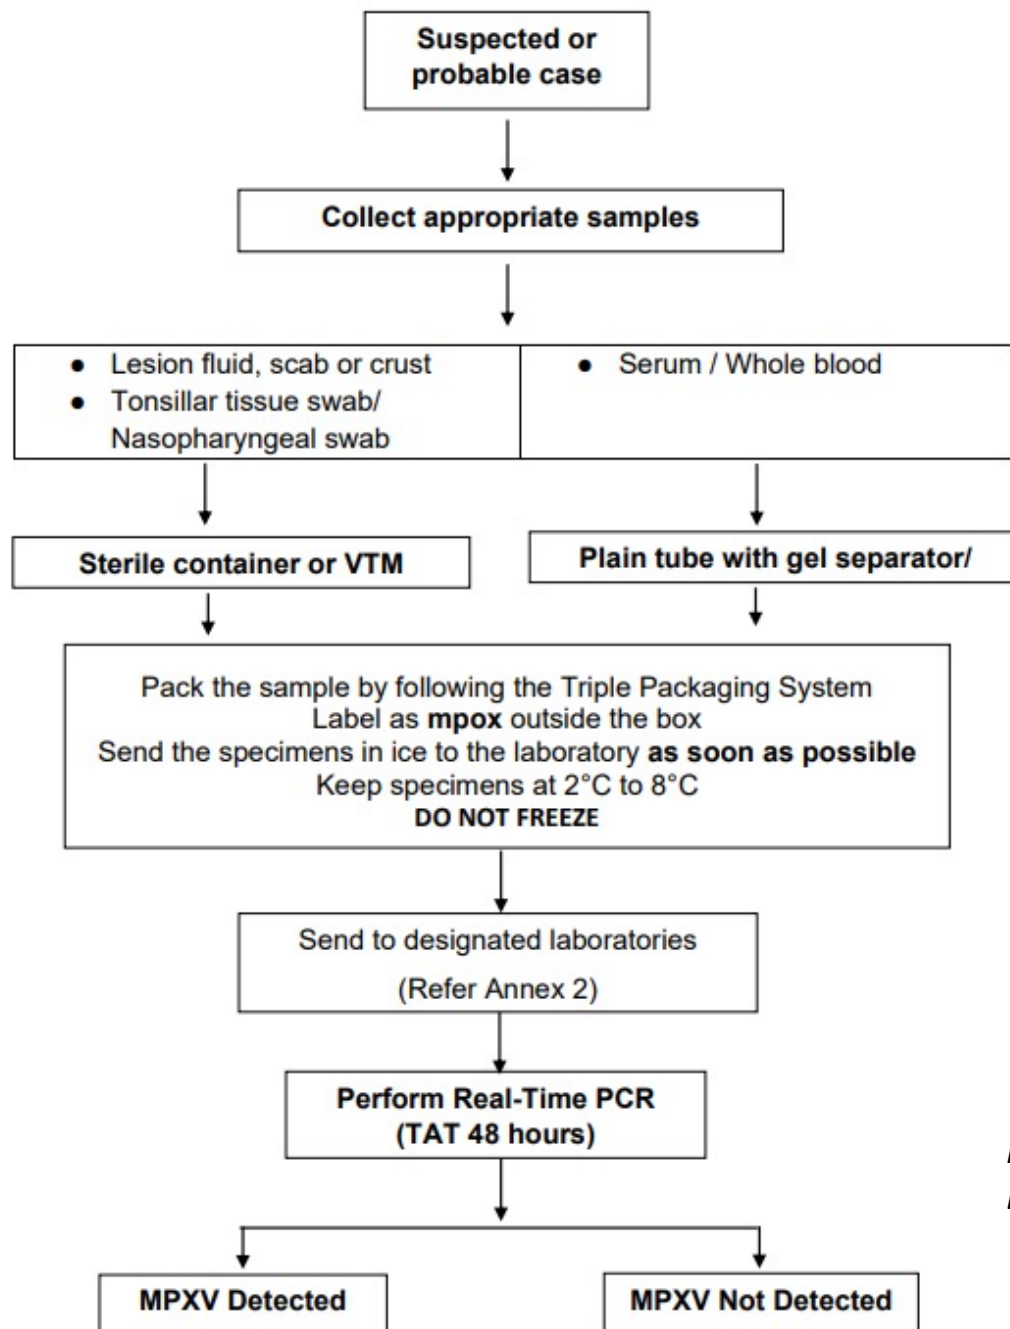 Suspected or
probable case
Collect appropriate samples
● Lesion fluid, scab or crust
● Tonsillar tissue swab/
Nasopharyngeal swab
● Serum / Whole blood
Sterile container or VTM
Plain tube with gel separator/
Pack the sample by following the Triple Packaging System
Label as mpox outside the box
Send the specimens in ice to the laboratory as soon as possible
Keep specimens at 2°C to 8°C
DO NOT FREEZE
Send to designated laboratories
(Refer Annex 2)
Perform Real-Time PCR
(TAT 48 hours)
MPXV Detected
MPXV Not Detected